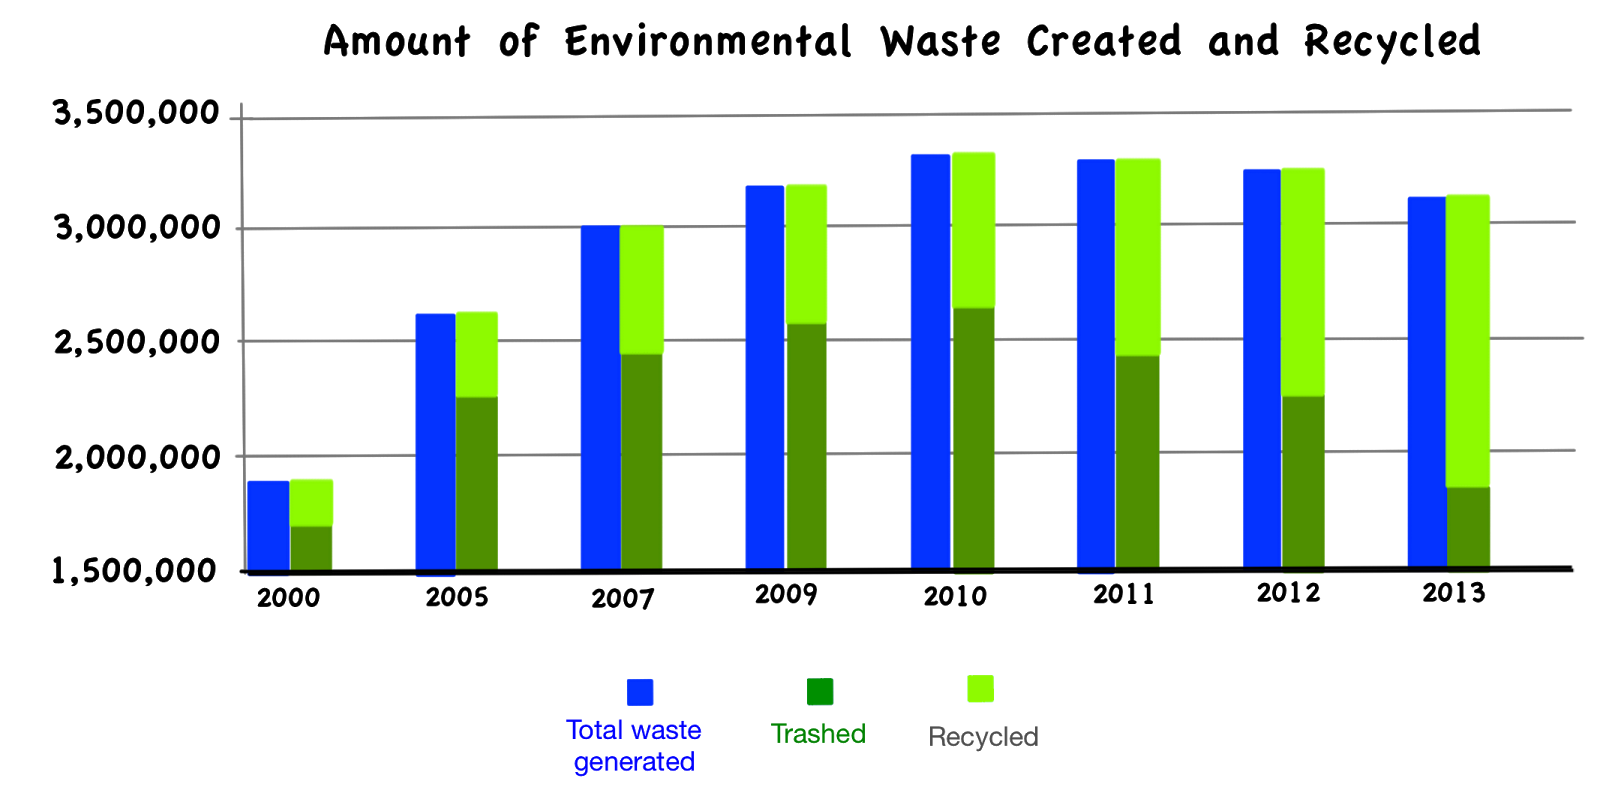 Amount of Environmental Waste Created and Recycled
3,500,000
3,000,000
2,500,000
2,000,000
1,500,000
2000 2005 2007 2009 2010 2011 2012 2013
Total waste
generated
Trashed
Recycled